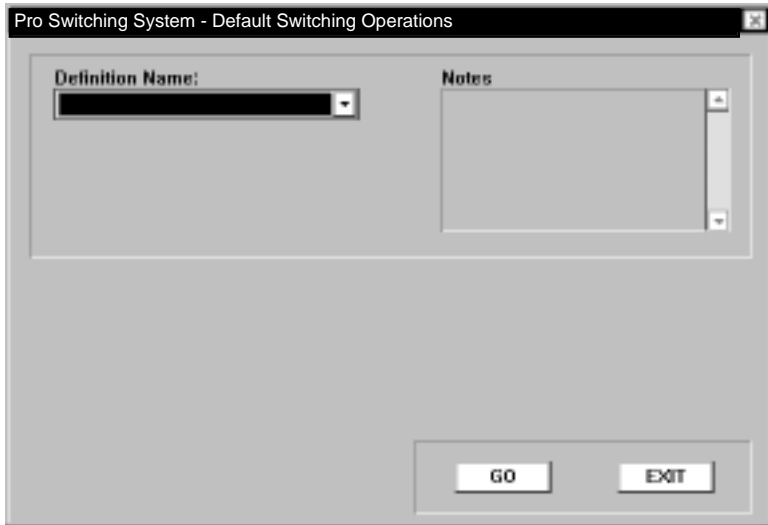 Pro Switching System - Default Switching Operations
Definition Name:
Notes
GO
EXIT